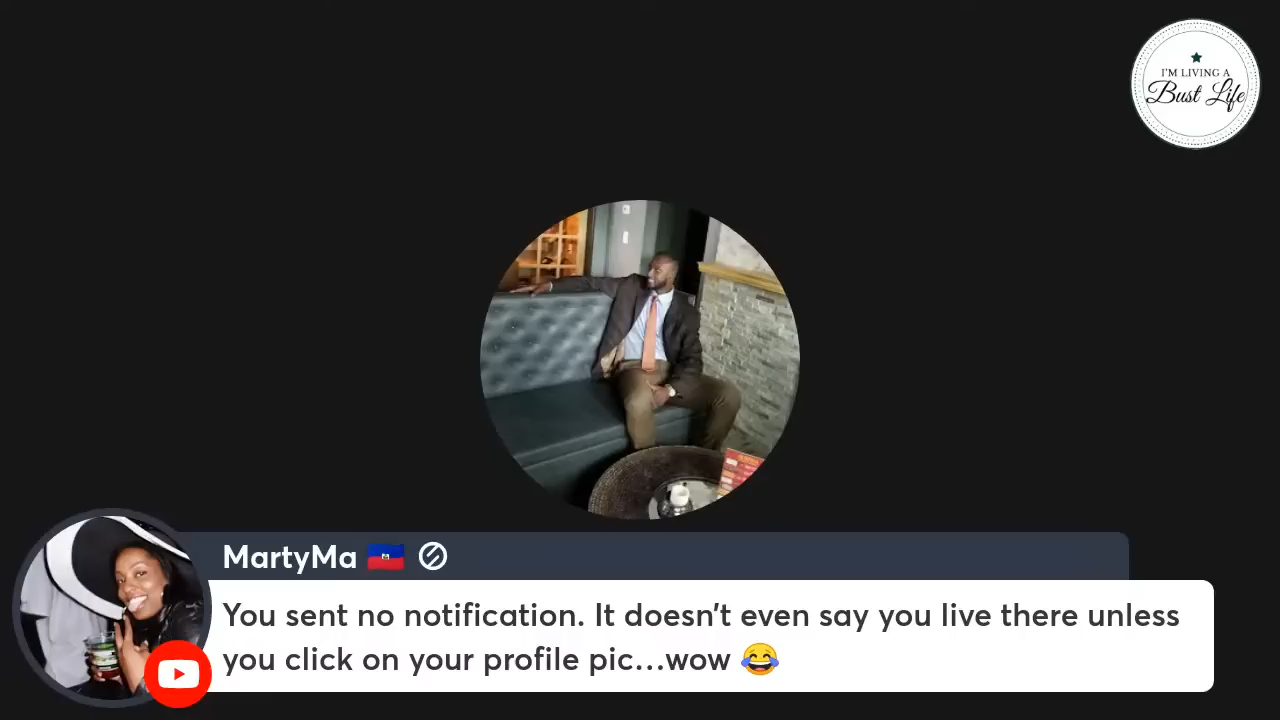 I'M LIVING A
Bust Life
MartyMa 🇭🇹
You sent no notification. It doesn't even say you live there unless
you click on your profile pic...wow 😂